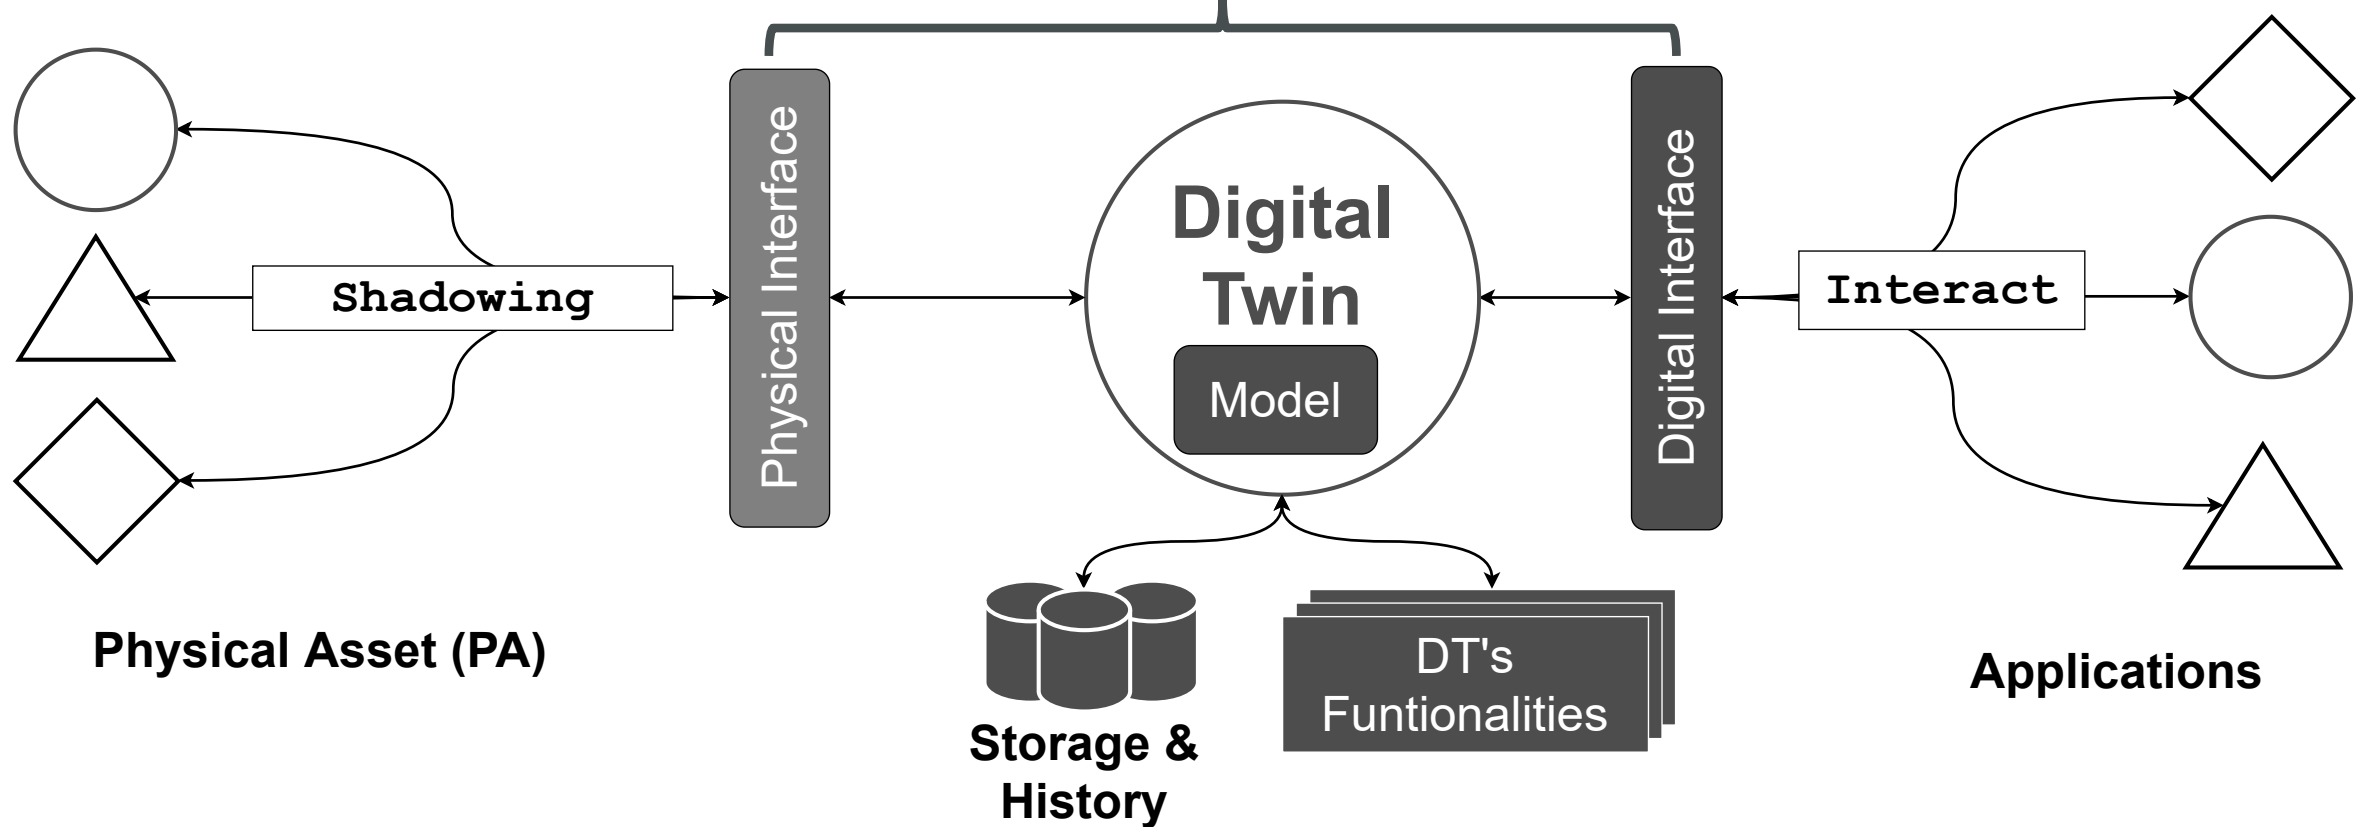 Physical Interface
Digital Interface
Digital
Twin
Model
Shadowing
Interact
Physical Asset (PA)
Storage &
History
DT's
Funtionalities
Applications